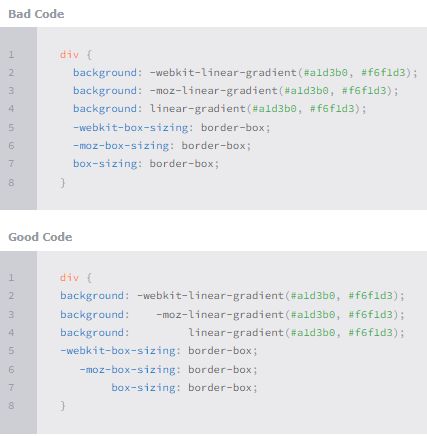 Bad Code
1 div {
2   background: -webkit-linear-gradient(#a1d3b0, #f6f1d3);
3   background: -moz-linear-gradient(#a1d3b0, #f6f1d3);
4   background: linear-gradient(#a1d3b0, #f6f1d3);
5   -webkit-box-sizing: border-box;
6   -moz-box-sizing: border-box;
7   box-sizing: border-box;
8 }
Good Code
1 div {
2 background: -webkit-linear-gradient(#a1d3b0, #f6f1d3);
3 background:    -moz-linear-gradient(#a1d3b0, #f6f1d3);
4 background:         linear-gradient(#a1d3b0, #f6f1d3);
5 -webkit-box-sizing: border-box;
6    -moz-box-sizing: border-box;
7         box-sizing: border-box;
8 }